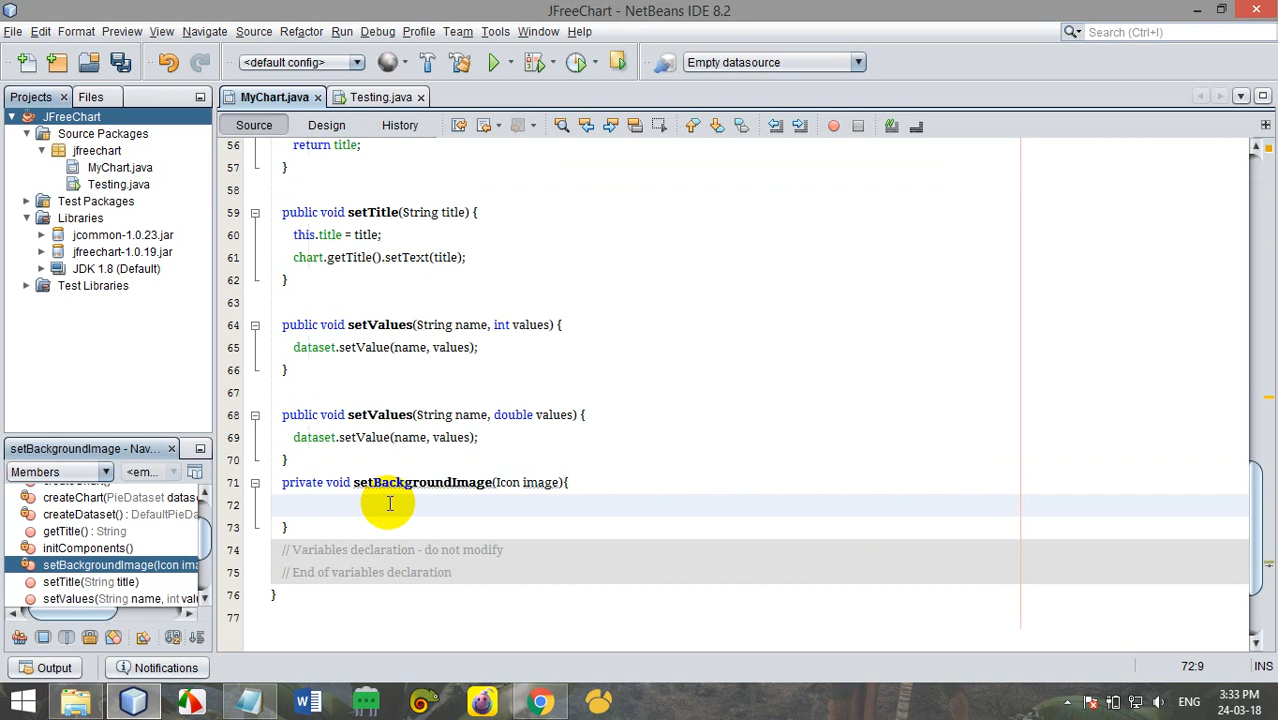 JFreeChart - NetBeans IDE 8.2
File Edit Format Preview View Navigate Source Refactor Run Debug Profile Team Tools Window Help
Search (Ctrl+I)
<default config>
Empty datasource
Projects Files
MyChart.java Testing.java
Source Design History
JFreeChart
Source Packages
jfreechart
MyChart.java
Testing.java
Test Packages
Libraries
jcommon-1.0.23.jar
jfreechart-1.0.19.jar
JDK 1.8 (Default)
Test Libraries
56 return title;
57 }
58
59 public void setTitle(String title) {
60 this.title = title;
61 chart.getTitle().setText(title);
62 }
63
64 public void setValues(String name, int values) {
65 dataset.setValue(name, values);
66 }
67
68 public void setValues(String name, double values) {
69 dataset.setValue(name, values);
70 }
71 private void setBackgroundImage(Icon image){
72
73 }
74 // Variables declaration - do not modify
75 // End of variables declaration
76 }
77
setBackgroundImage - Nav...
Members <em...
createChart(PieDataset datas
createDataset() : DefaultPieDa
getTitle() : String
initComponents()
setBackgroundImage(Icon ima
setTitle(String title)
setValues(String name, int valu
Output Notifications
72:9 INS
W
ENG
3:33 PM
24-03-18